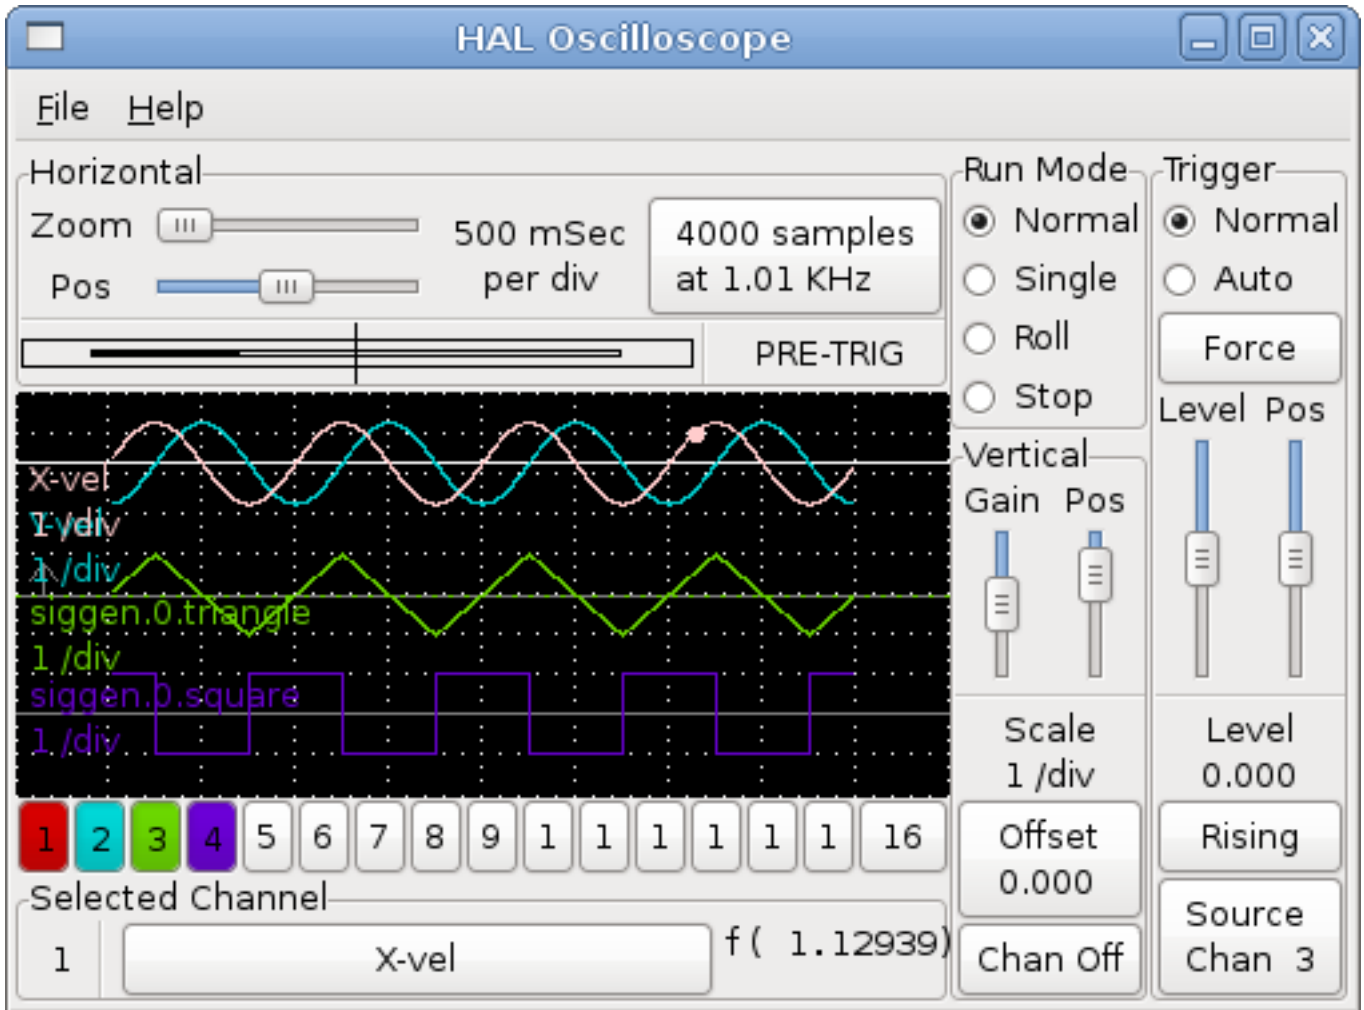 HAL Oscilloscope
File Help
Horizontal
Zoom
Pos
500 mSec
per div
4000 samples
at 1.01 KHz
PRE-TRIG
Run Mode
Normal
Single
Roll
Stop
Trigger
Normal
Auto
Force
Level Pos
X-vel
1 /div
Y-vel
1 /div
siggen.0.triangle
1 /div
siggen.0.square
1 /div
Vertical
Gain Pos
Scale
1 /div
Offset
0.000
Chan Off
Level
0.000
Rising
Source
Chan 3
1 2 3 4 5 6 7 8 9 1 1 1 1 1 1 16
Selected Channel
1 X-vel f( 1.12939)